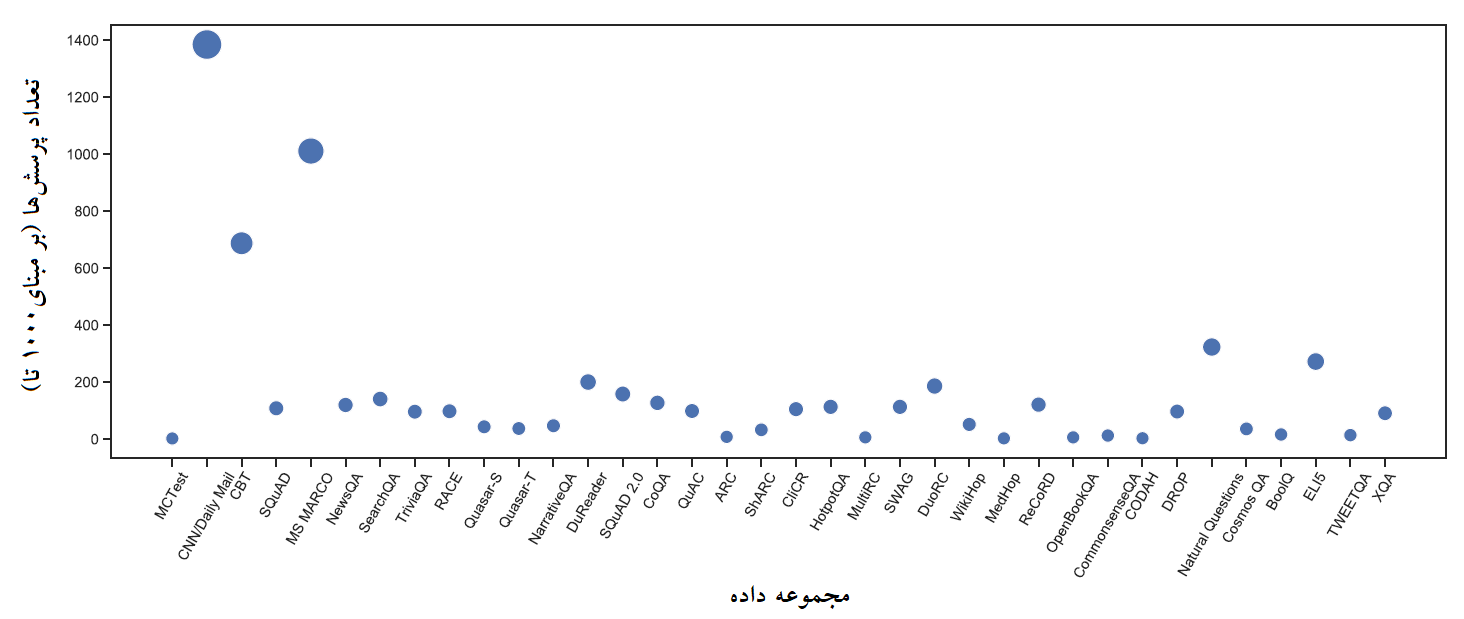 تعداد پرسش‌ها (بر مبنای ۱۰۰۰ تا)
1400
1200
1000
800
600
400
200
0
MCTest
CNN/Daily Mail
CBT
SQuAD
MS MARCO
NewsQA
SearchQA
TriviaQA
RACE
Quasar-S
Quasar-T
NarrativeQA
DuReader
SQuAD 2.0
CoQA
QuAC
ARC
ShARC
CliCR
HotpotQA
MultiRC
SWAG
DuoRC
WikiHop
MedHop
ReCoRD
OpenBookQA
CommonsenseQA
CODAH
DROP
Natural Questions
Cosmos QA
BoolQ
ELI5
TWEETQA
XQA
مجموعه داده